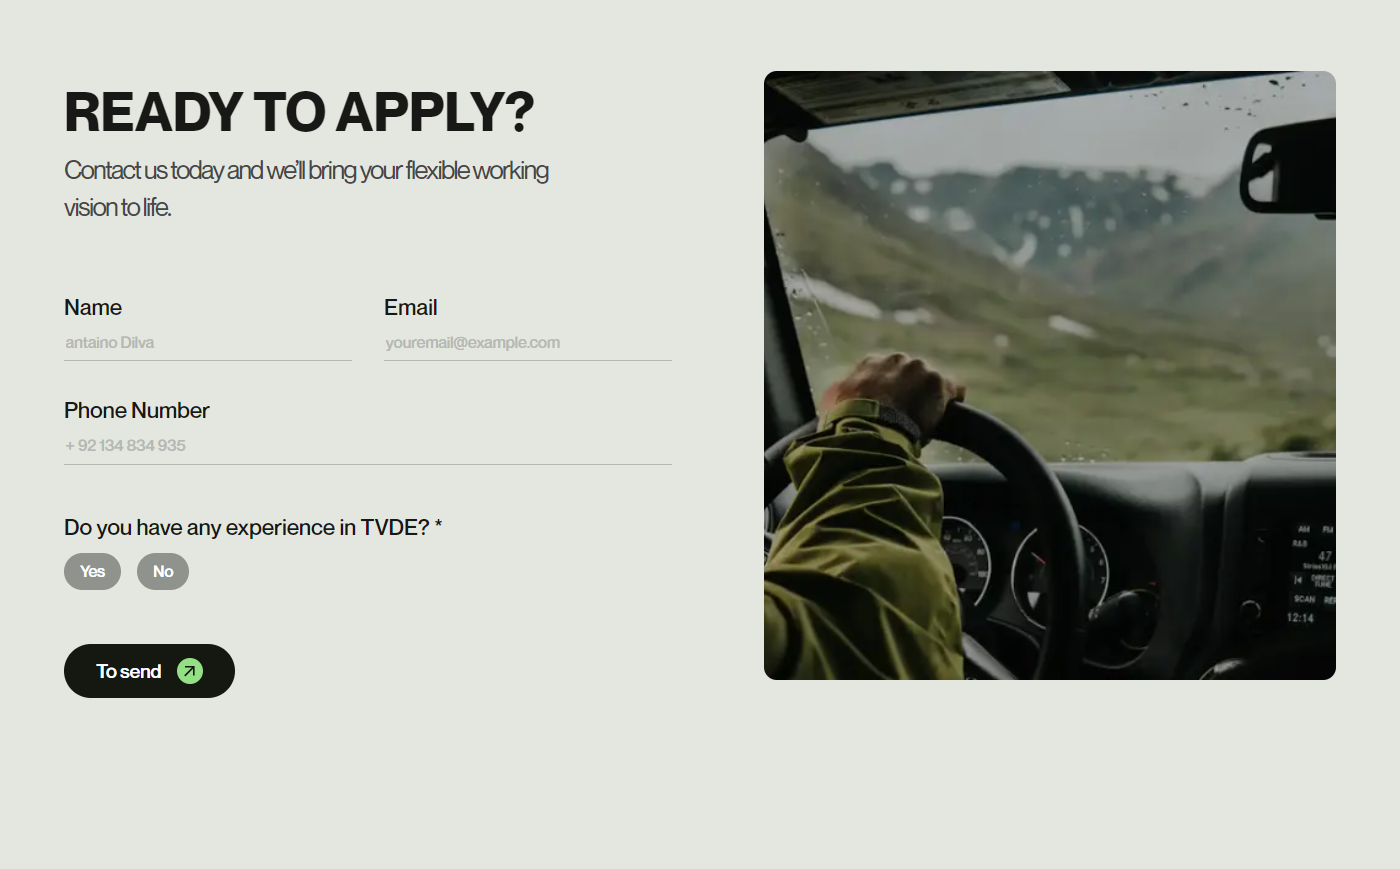 READY TO APPLY?
Contact us today and we'll bring your flexible working
vision to life.
Name
Email
antaino Dilva
youremail@example.com
Phone Number
+ 92 134 834 935
Do you have any experience in TVDE? *
Yes
No
To send
AM FM
R&B
47
DIRECT
TUNE
SCAN
12:14